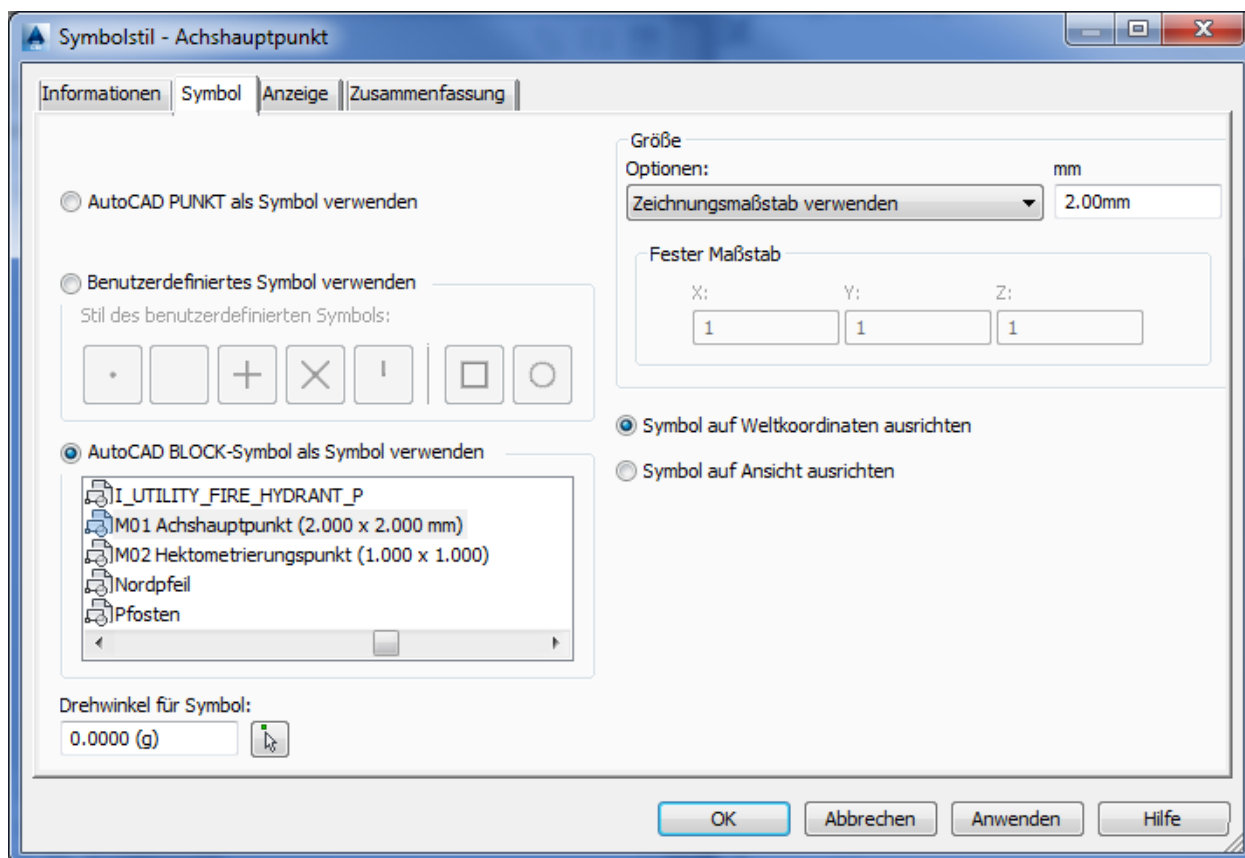 Symbolstil - Achshauptpunkt
Informationen Symbol Anzeige Zusammenfassung
AutoCAD PUNKT als Symbol verwenden
Benutzerdefiniertes Symbol verwenden
Stil des benutzerdefinierten Symbols:
AutoCAD BLOCK-Symbol als Symbol verwenden
I_UTILITY_FIRE_HYDRANT_P
M01 Achshauptpunkt (2.000 x 2.000 mm)
M02 Hektometrierungspunkt (1.000 x 1.000)
Nordpfeil
Pfosten
Drehwinkel für Symbol:
0.0000 (g)
Größe
Optionen: mm
Zeichnungsmaßstab verwenden 2.00mm
Fester Maßstab
X: Y: Z:
1 1 1
Symbol auf Weltkoordinaten ausrichten
Symbol auf Ansicht ausrichten
OK Abbrechen Anwenden Hilfe